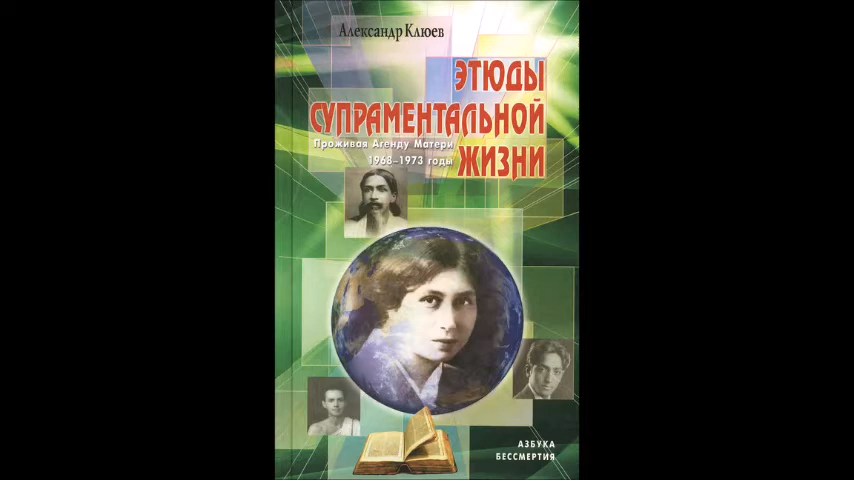 Александр Клюев
ЭТЮДЫ
СУПРАМЕНТАЛЬНОЙ
Проживая Агенду Матери
1968–1973 годы
ЖИЗНИ
АЗБУКА
БЕССМЕРТИЯ